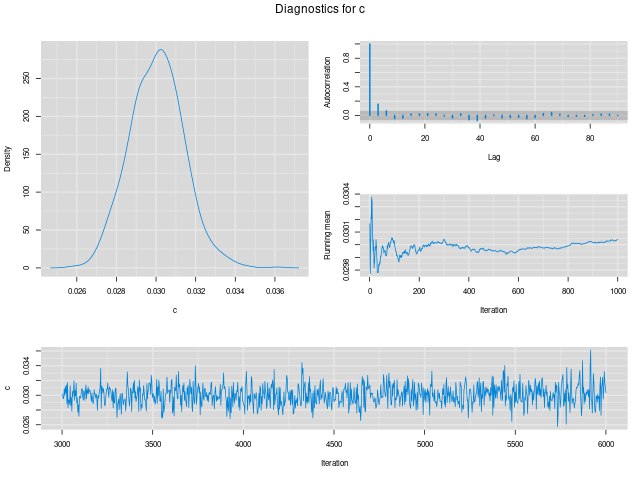 Diagnostics for c
Density
0 50 100 150 200 250
0.026 0.028 0.030 0.032 0.034 0.036
c
Autocorrelation
0.0 0.4 0.8
0 20 40 60 80
Lag
Running mean
0.0298 0.0301 0.0304
0 200 400 600 800 1000
Iteration
c
0.026 0.030 0.034
3000 3500 4000 4500 5000 5500 6000
Iteration